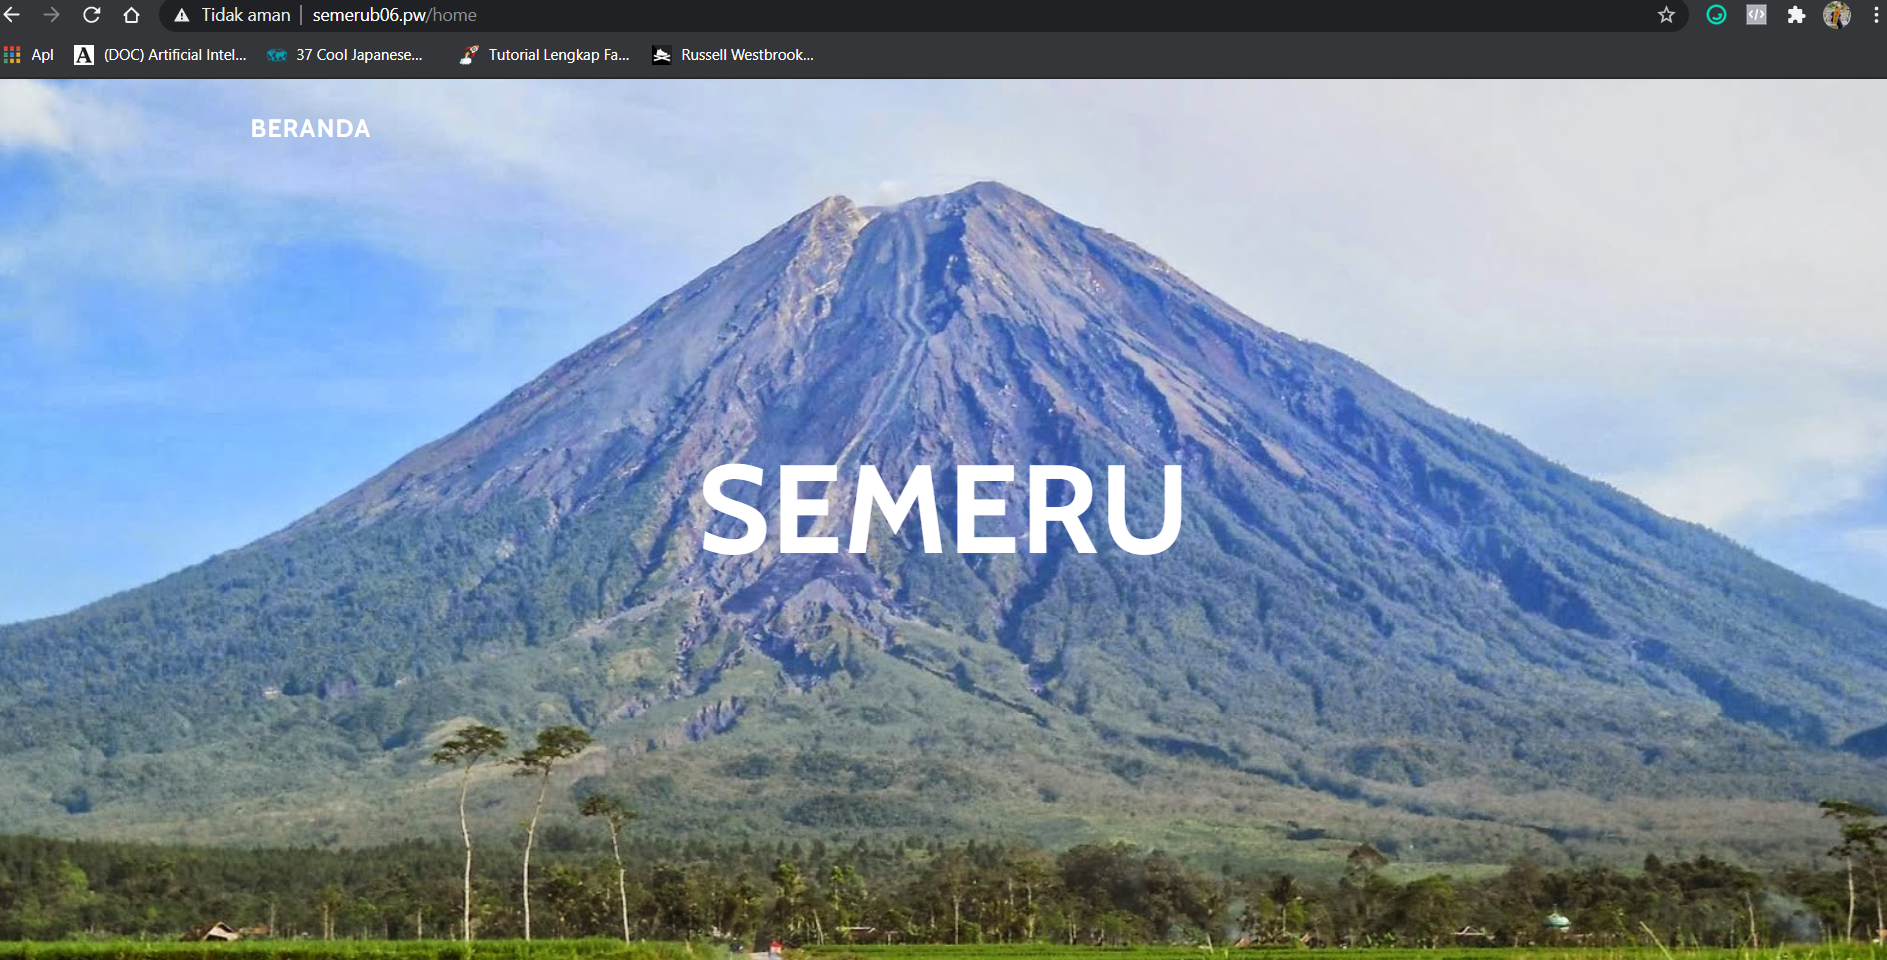 Tidak aman | semerub06.pw/home
Apl (DOC) Artificial Intel... 37 Cool Japanese... Tutorial Lengkap Fa... Russell Westbrook...
BERANDA
SEMERU